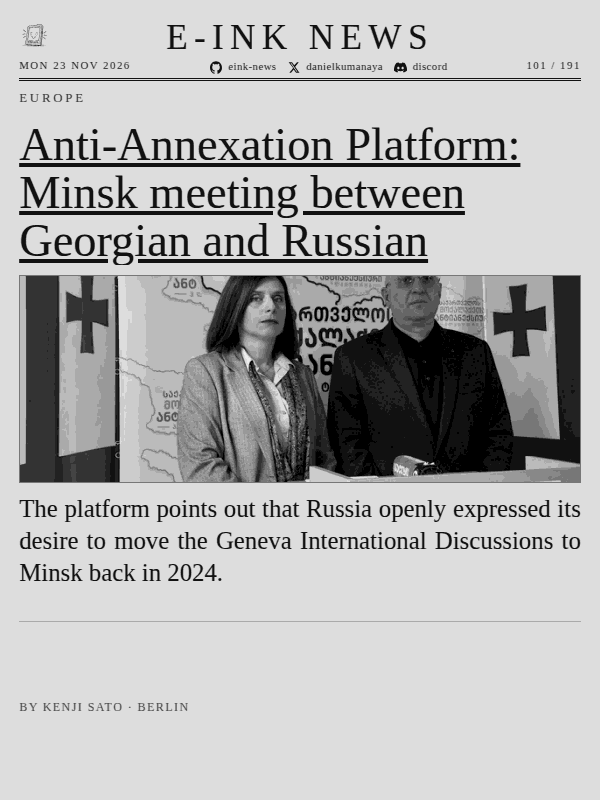 E-INK NEWS
MON 23 NOV 2026
eink-news
danielkumanaya
discord
101 / 191
EUROPE
Anti-Annexation Platform:
Minsk meeting between
Georgian and Russian
ანტ
The platform points out that Russia openly expressed its
desire to move the Geneva International Discussions to
Minsk back in 2024.
BY KENJI SATO · BERLIN